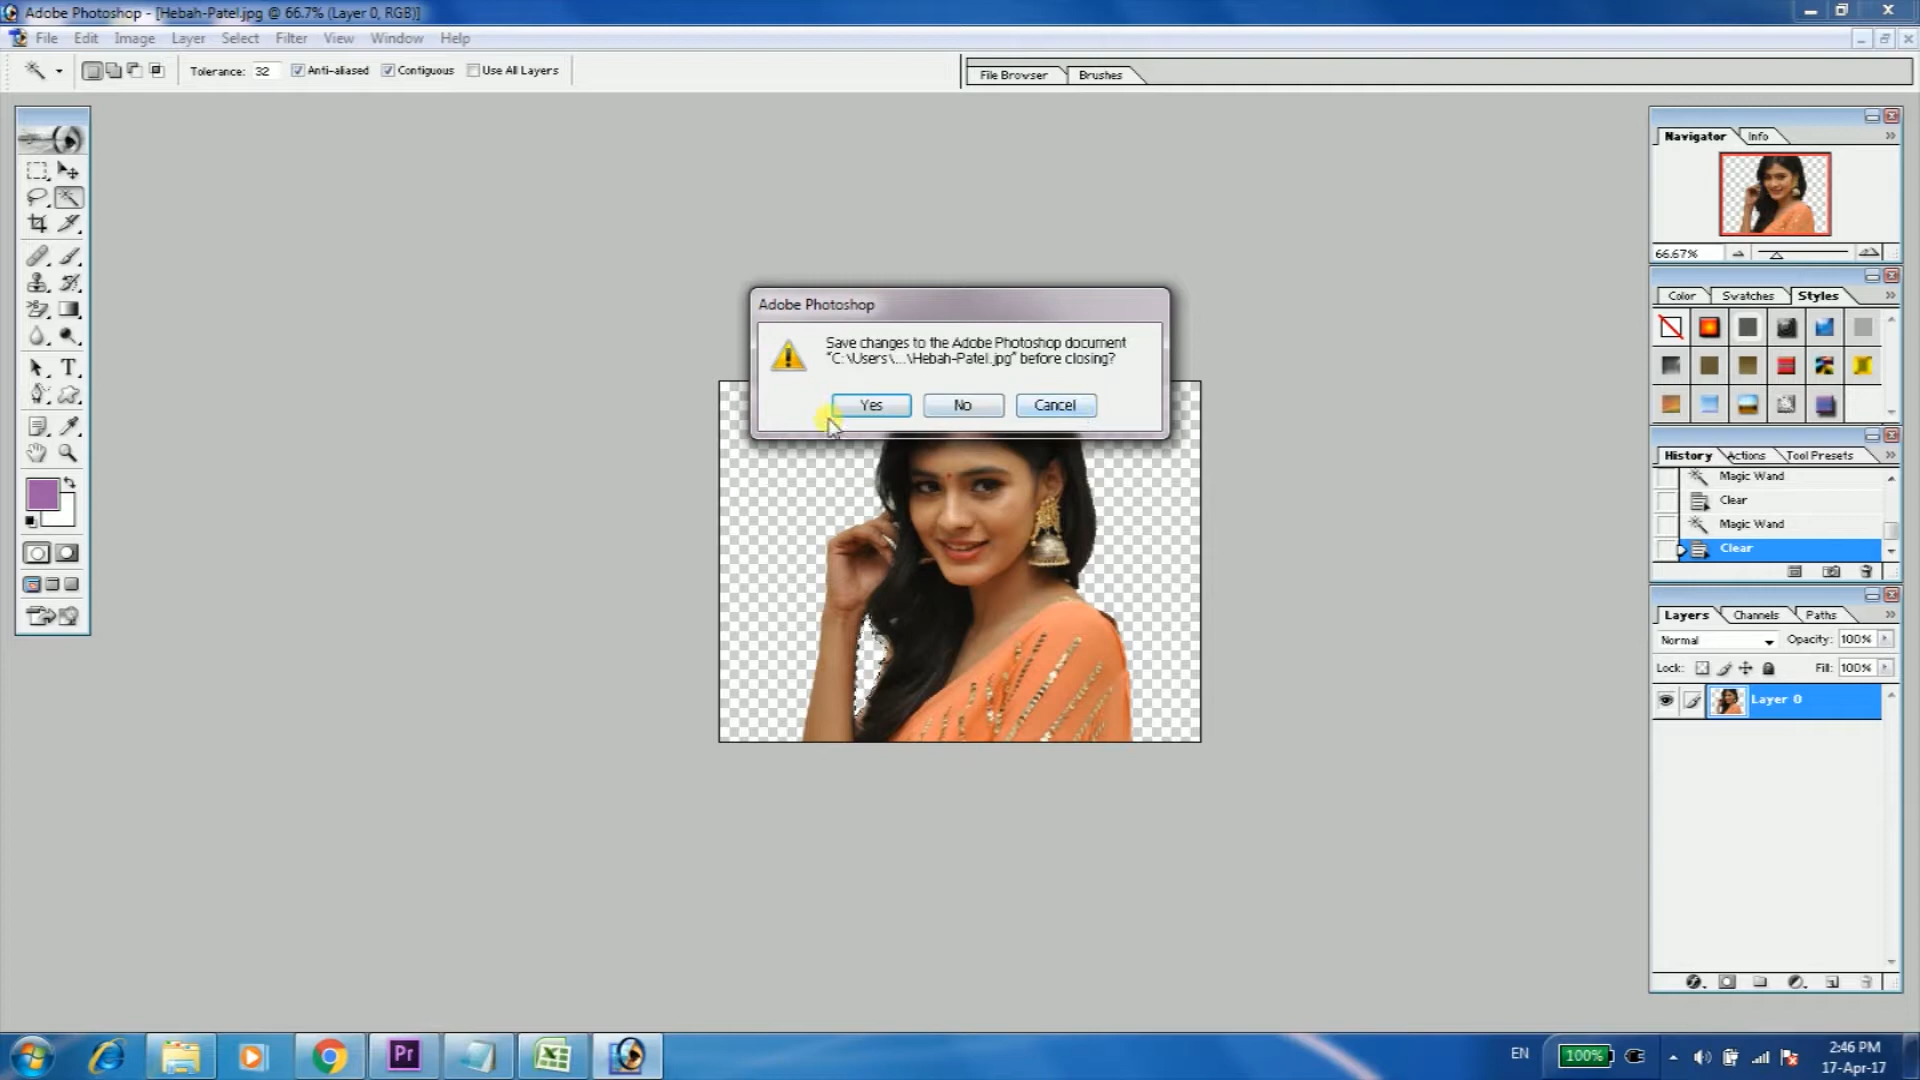 Adobe Photoshop - [Hebah-Patel.jpg @ 66.7% (Layer 0, RGB)]
File Edit Image Layer Select Filter View Window Help
Tolerance: 32 Anti-aliased Contiguous Use All Layers File Browser Brushes
Navigator Info
66.67%
Color Swatches Styles
Adobe Photoshop
Save changes to the Adobe Photoshop document
"C:\Users\...\Hebah-Patel.jpg" before closing?
Yes No Cancel
History Actions Tool Presets
Magic Wand
Clear
Magic Wand
Clear
Layers Channels Paths
Normal Opacity: 100%
Lock: Fill: 100%
Layer 0
T
Pr
EN 100% 2:46 PM
17-Apr-17